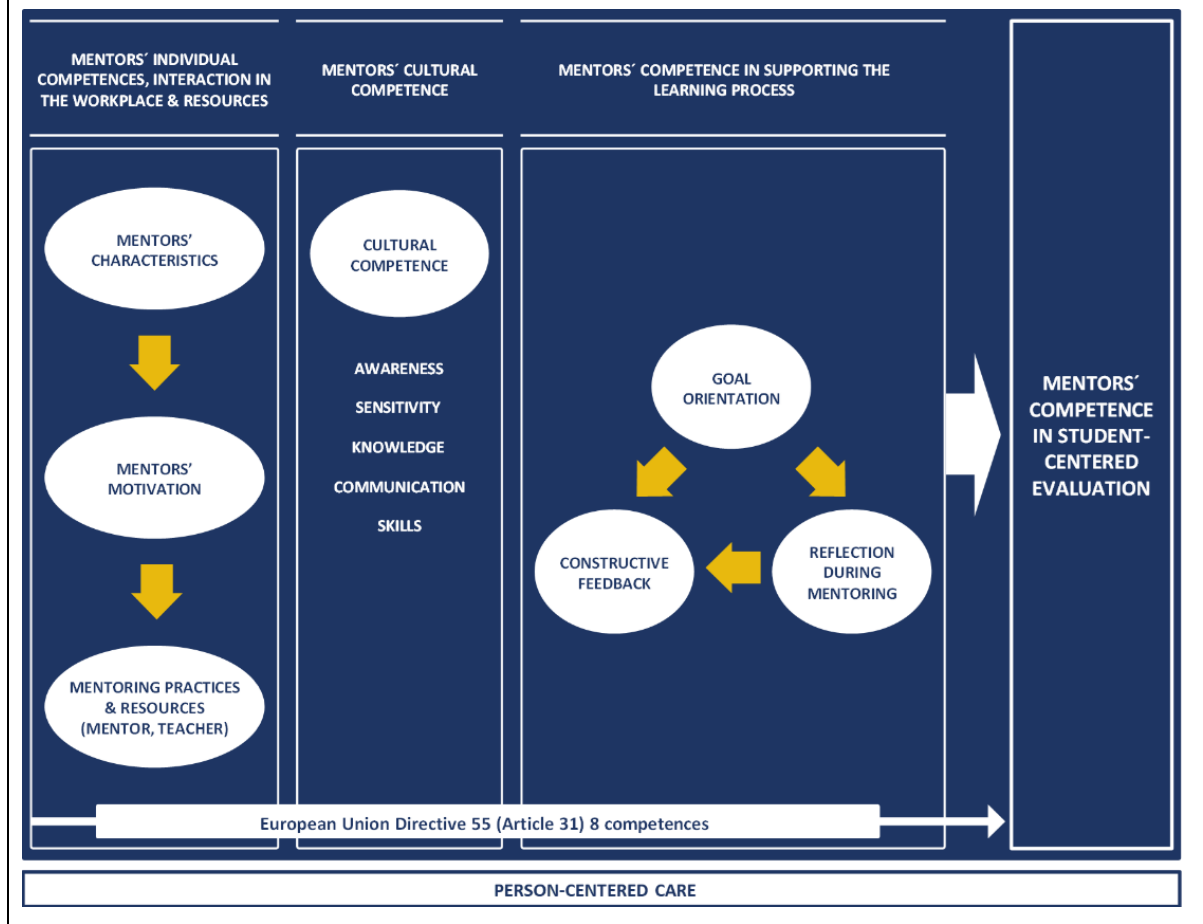 MENTORS´ INDIVIDUAL
COMPETENCES, INTERACTION IN
THE WORKPLACE & RESOURCES
MENTORS´ CULTURAL
COMPETENCE
MENTORS´ COMPETENCE IN SUPPORTING THE
LEARNING PROCESS
MENTORS’
CHARACTERISTICS
MENTORS’
MOTIVATION
MENTORING PRACTICES
& RESOURCES
(MENTOR, TEACHER)
CULTURAL
COMPETENCE
AWARENESS
SENSITIVITY
KNOWLEDGE
COMMUNICATION
SKILLS
GOAL
ORIENTATION
CONSTRUCTIVE
FEEDBACK
REFLECTION
DURING
MENTORING
MENTORS´
COMPETENCE
IN STUDENT-
CENTERED
EVALUATION
European Union Directive 55 (Article 31) 8 competences
PERSON-CENTERED CARE